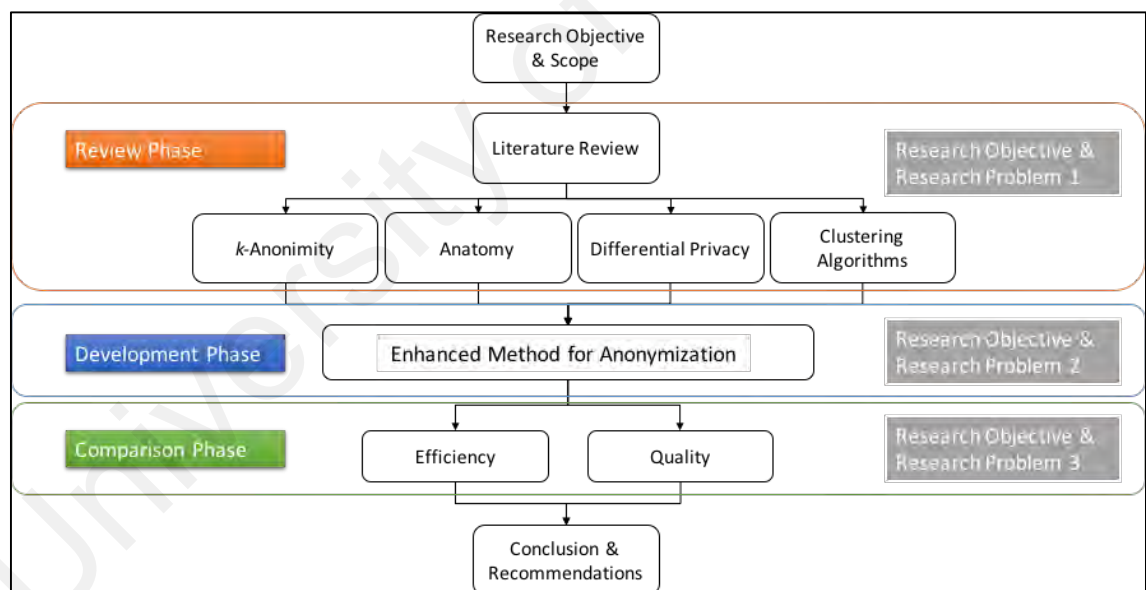 Research Objective
& Scope
Review Phase
Literature Review
Research Objective &
Research Problem 1
k-Anonimity
Anatomy
Differential Privacy
Clustering
Algorithms
Development Phase
Enhanced Method for Anonymization
Research Objective &
Research Problem 2
Comparison Phase
Efficiency
Quality
Research Objective &
Research Problem 3
Conclusion &
Recommendations
University of